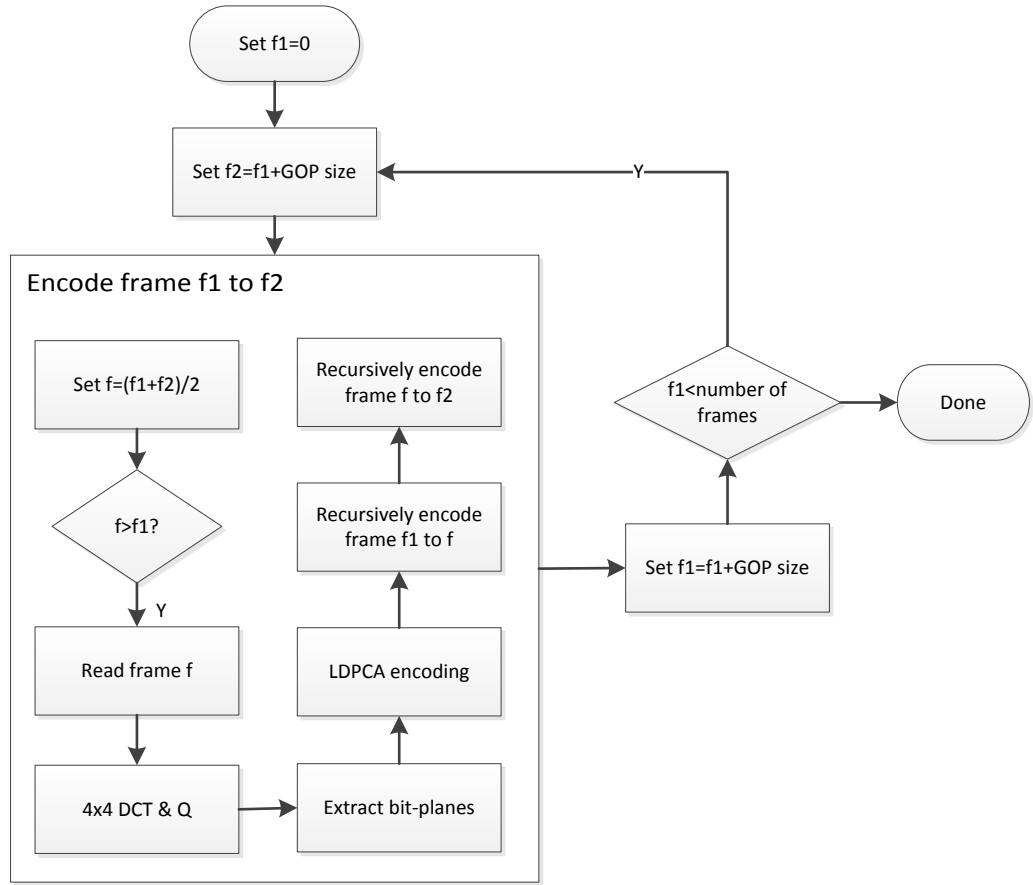 Set f1=0
Set f2=f1+GOP size
Y
Encode frame f1 to f2
Set f=(f1+f2)/2
f>f1?
Y
Read frame f
4x4 DCT & Q
Extract bit-planes
LDPCA encoding
Recursively encode
frame f1 to f
Recursively encode
frame f to f2
Set f1=f1+GOP size
f1<number of
frames
Done